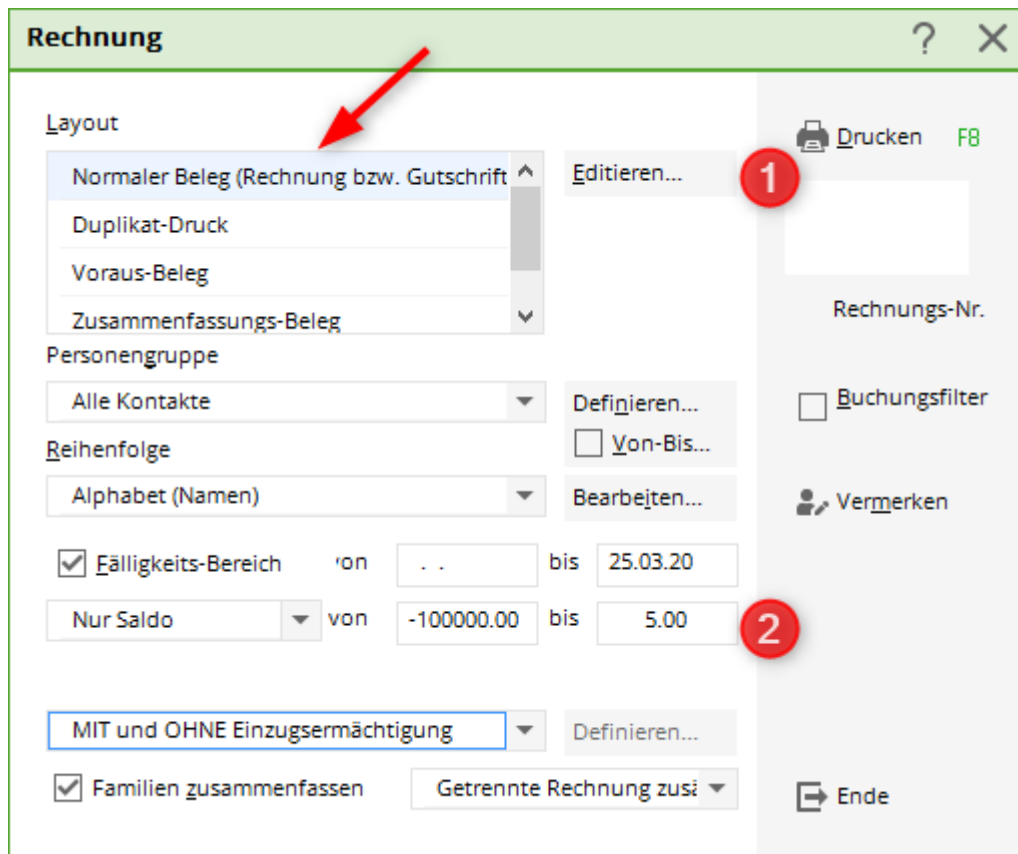 Rechnung ?
Layout
Drucken F8
Normaler Beleg (Rechnung bzw. Gutschrift
Editieren...
1
Duplikat-Druck
Voraus-Beleg
Zusammenfassungs-Beleg
Rechnungs-Nr.
Personengruppe
Alle Kontakte
Definieren...
Buchungsfilter
Von-Bis...
Reihenfolge
Alphabet (Namen)
Bearbeiten...
Vermerken
Fälligkeits-Bereich von . . bis 25.03.20
Nur Saldo von -100000.00 bis 5.00
2
MIT und OHNE Einzugsermächtigung
Definieren...
Familien zusammenfassen
Getrennte Rechnung
Ende